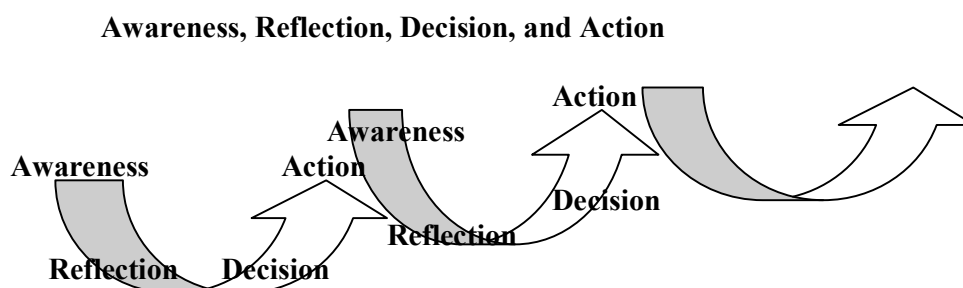 Awareness, Reflection, Decision, and Action
Awareness
Reflection
Decision
Action
Awareness
Reflection
Decision
Action